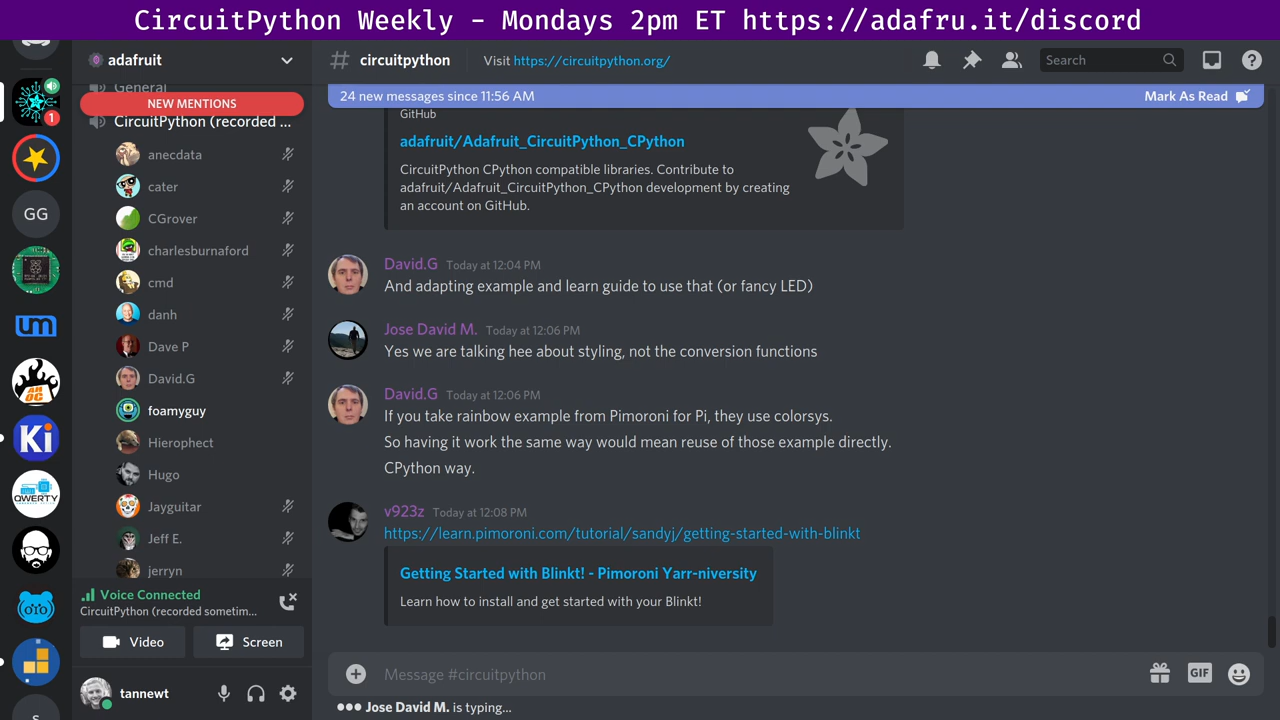 CircuitPython Weekly - Mondays 2pm ET https://adafru.it/discord
adafruit
# circuitpython
Visit https://circuitpython.org/
Search
General
NEW MENTIONS
CircuitPython (recorded ...
1
GG
anecdata
cater
CGrover
charlesburnaford
cmd
danh
Dave P
David.G
foamyguy
Hierophect
Hugo
Jayguitar
Jeff E.
jerryn
um
Ki
QWERTY
Voice Connected
CircuitPython (recorded sometim...
Video
Screen
tannewt
24 new messages since 11:56 AM
Mark As Read
GitHub
adafruit/Adafruit_CircuitPython_CPython
CircuitPython CPython compatible libraries. Contribute to
adafruit/Adafruit_CircuitPython_CPython development by creating
an account on GitHub.
David.G Today at 12:04 PM
And adapting example and learn guide to use that (or fancy LED)
Jose David M. Today at 12:06 PM
Yes we are talking hee about styling, not the conversion functions
David.G Today at 12:06 PM
If you take rainbow example from Pimoroni for Pi, they use colorsys.
So having it work the same way would mean reuse of those example directly.
CPython way.
v923z Today at 12:08 PM
https://learn.pimoroni.com/tutorial/sandyj/getting-started-with-blinkt
Getting Started with Blinkt! - Pimoroni Yarr-niversity
Learn how to install and get started with your Blinkt!
Message #circuitpython
GIF
Jose David M. is typing...